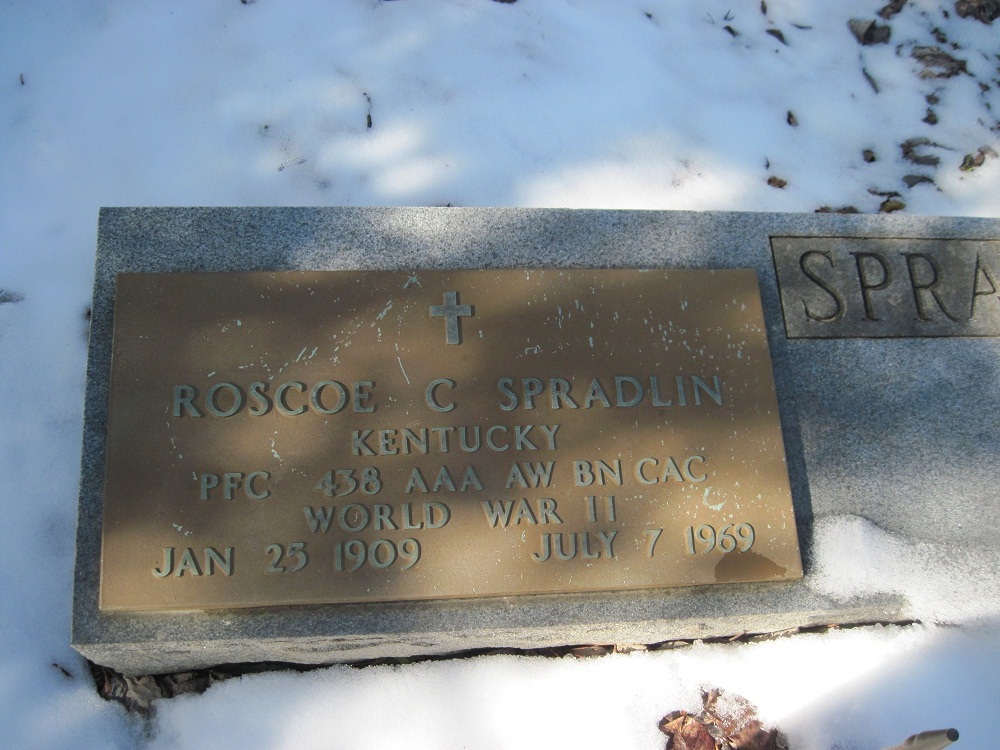 ROSCOE C SPRADLIN
KENTUCKY
PFC 438 AAA AW BN CAC
WORLD WAR II
JAN 25 1909 JULY 7 1969
SPRA